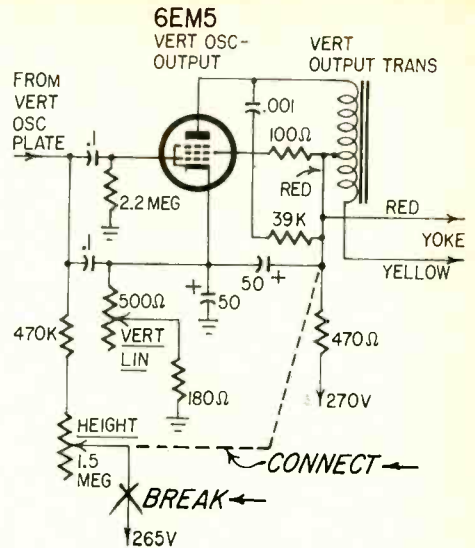 6EM5
VERT OSC-
OUTPUT
VERT
OUTPUT TRANS
FROM
VERT
OSC
PLATE
.1
.001
100Ω
RED
2.2 MEG
39K
RED
YOKE
YELLOW
.1
50 +
+
50
500Ω
VERT
LIN
470K
180Ω
470Ω
270V
HEIGHT
1.5
MEG
CONNECT
BREAK
265V